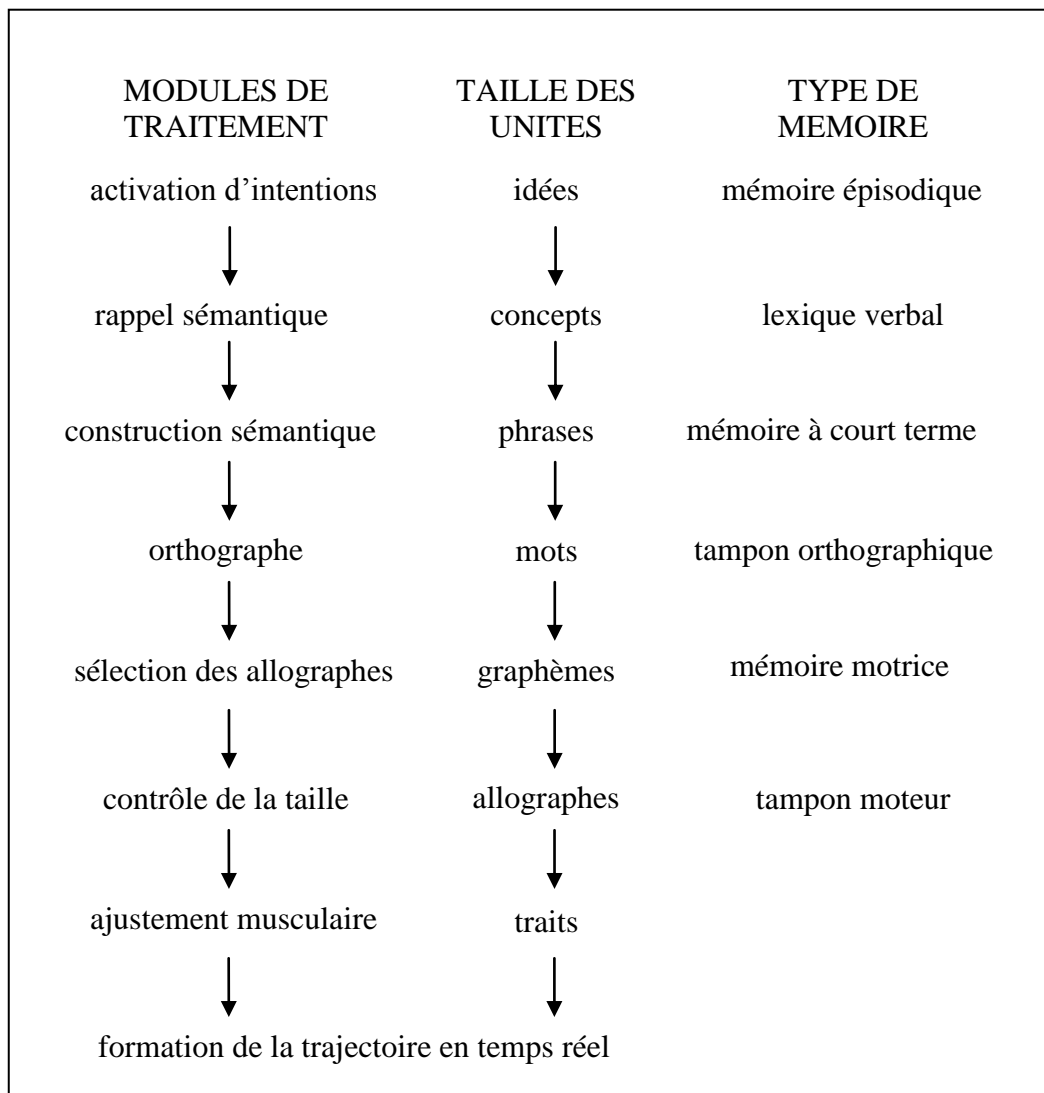 MODULES DE TRAITEMENT TAILLE DES UNITES TYPE DE MEMOIRE
activation d’intentions idées mémoire épisodique
rappel sémantique concepts lexique verbal
construction sémantique phrases mémoire à court terme
orthographe mots tampon orthographique
sélection des allographes graphèmes mémoire motrice
contrôle de la taille allographes tampon moteur
ajustement musculaire traits
formation de la trajectoire en temps réel